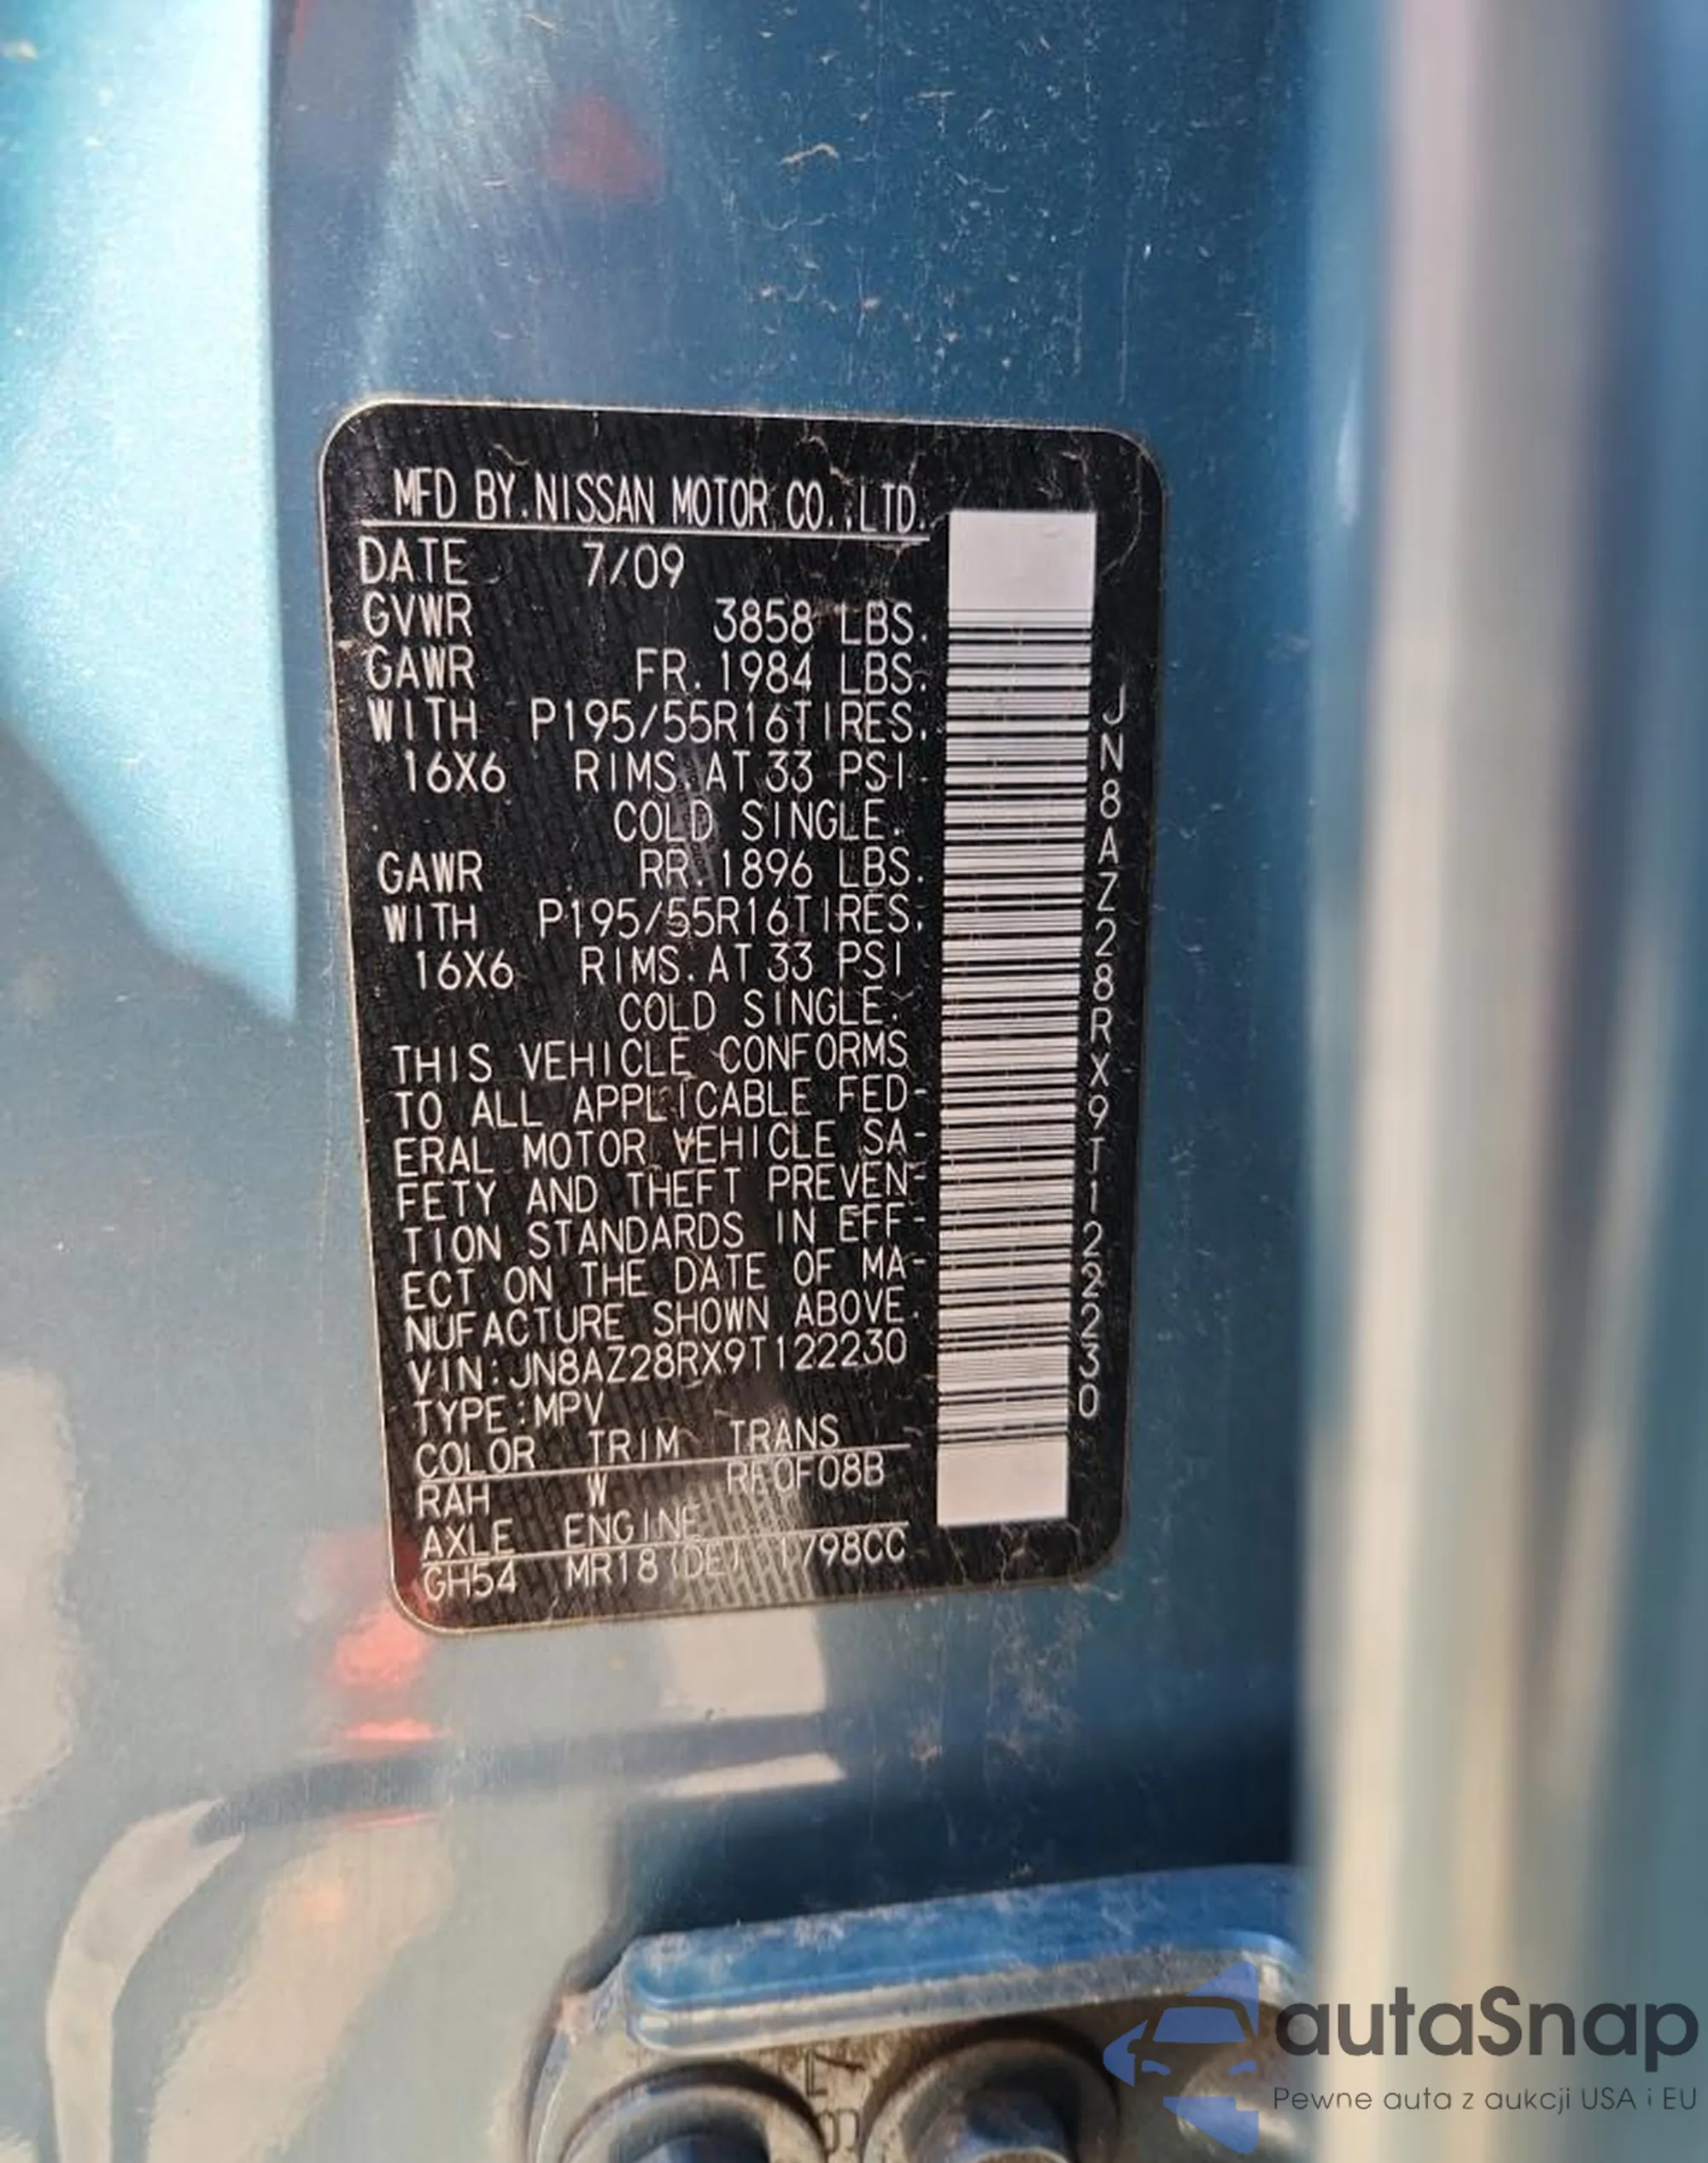 MFD BY.NISSAN MOTOR CO.,LTD.
DATE 7/09
GVWR 3858 LBS.
GAWR FR. 1984 LBS.
WITH P195/55R16TIRES.
16X6 RIMS.AT 33 PSI
COLD SINGLE.
GAWR RR. 1896 LBS.
WITH P195/55R16TIRES.
16X6 RIMS.AT 33 PSI
COLD SINGLE.
THIS VEHICLE CONFORMS
TO ALL APPLICABLE FED-
ERAL MOTOR VEHICLE SA-
FETY AND THEFT PREVEN-
TION STANDARDS IN EFF-
ECT ON THE DATE OF MA-
NUFACTURE SHOWN ABOVE.
VIN:JN8AZ28RX9T122230
TYPE:MPV
COLOR TRIM TRANS
RAH W RE0F08B
AXLE ENGINE
GH54 MR18(DE) 1798CC
JN8AZ28RX9T122230
autaSnap
Pewne auta z aukcji USA i EU